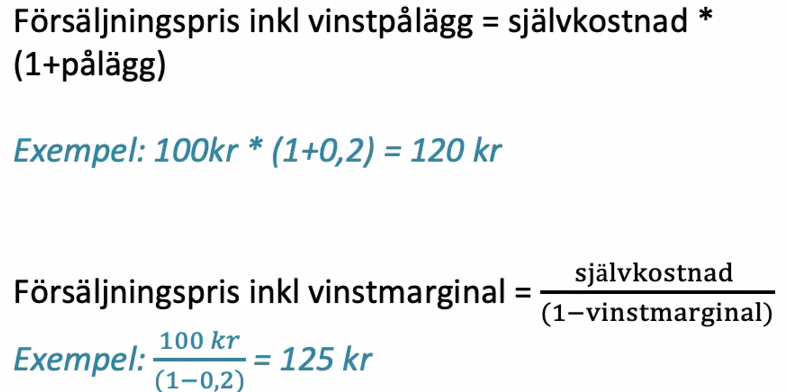 Försäljningspris inkl vinstpålägg = självkostnad *
(1+pålägg)
Exempel: 100kr * (1+0,2) = 120 kr
Försäljningspris inkl vinstmarginal = självkostnad / (1−vinstmarginal)
Exempel: 100 kr / (1−0,2) = 125 kr